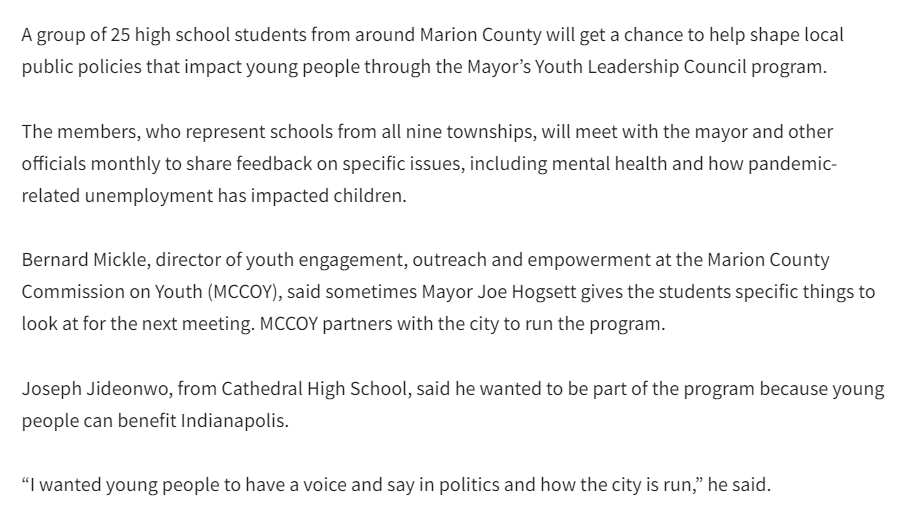 A group of 25 high school students from around Marion County will get a chance to help shape local
public policies that impact young people through the Mayor’s Youth Leadership Council program.
The members, who represent schools from all nine townships, will meet with the mayor and other
officials monthly to share feedback on specific issues, including mental health and how pandemic-
related unemployment has impacted children.
Bernard Mickle, director of youth engagement, outreach and empowerment at the Marion County
Commission on Youth (MCCOY), said sometimes Mayor Joe Hogsett gives the students specific things to
look at for the next meeting. MCCOY partners with the city to run the program.
Joseph Jideonwo, from Cathedral High School, said he wanted to be part of the program because young
people can benefit Indianapolis.
“I wanted young people to have a voice and say in politics and how the city is run,” he said.